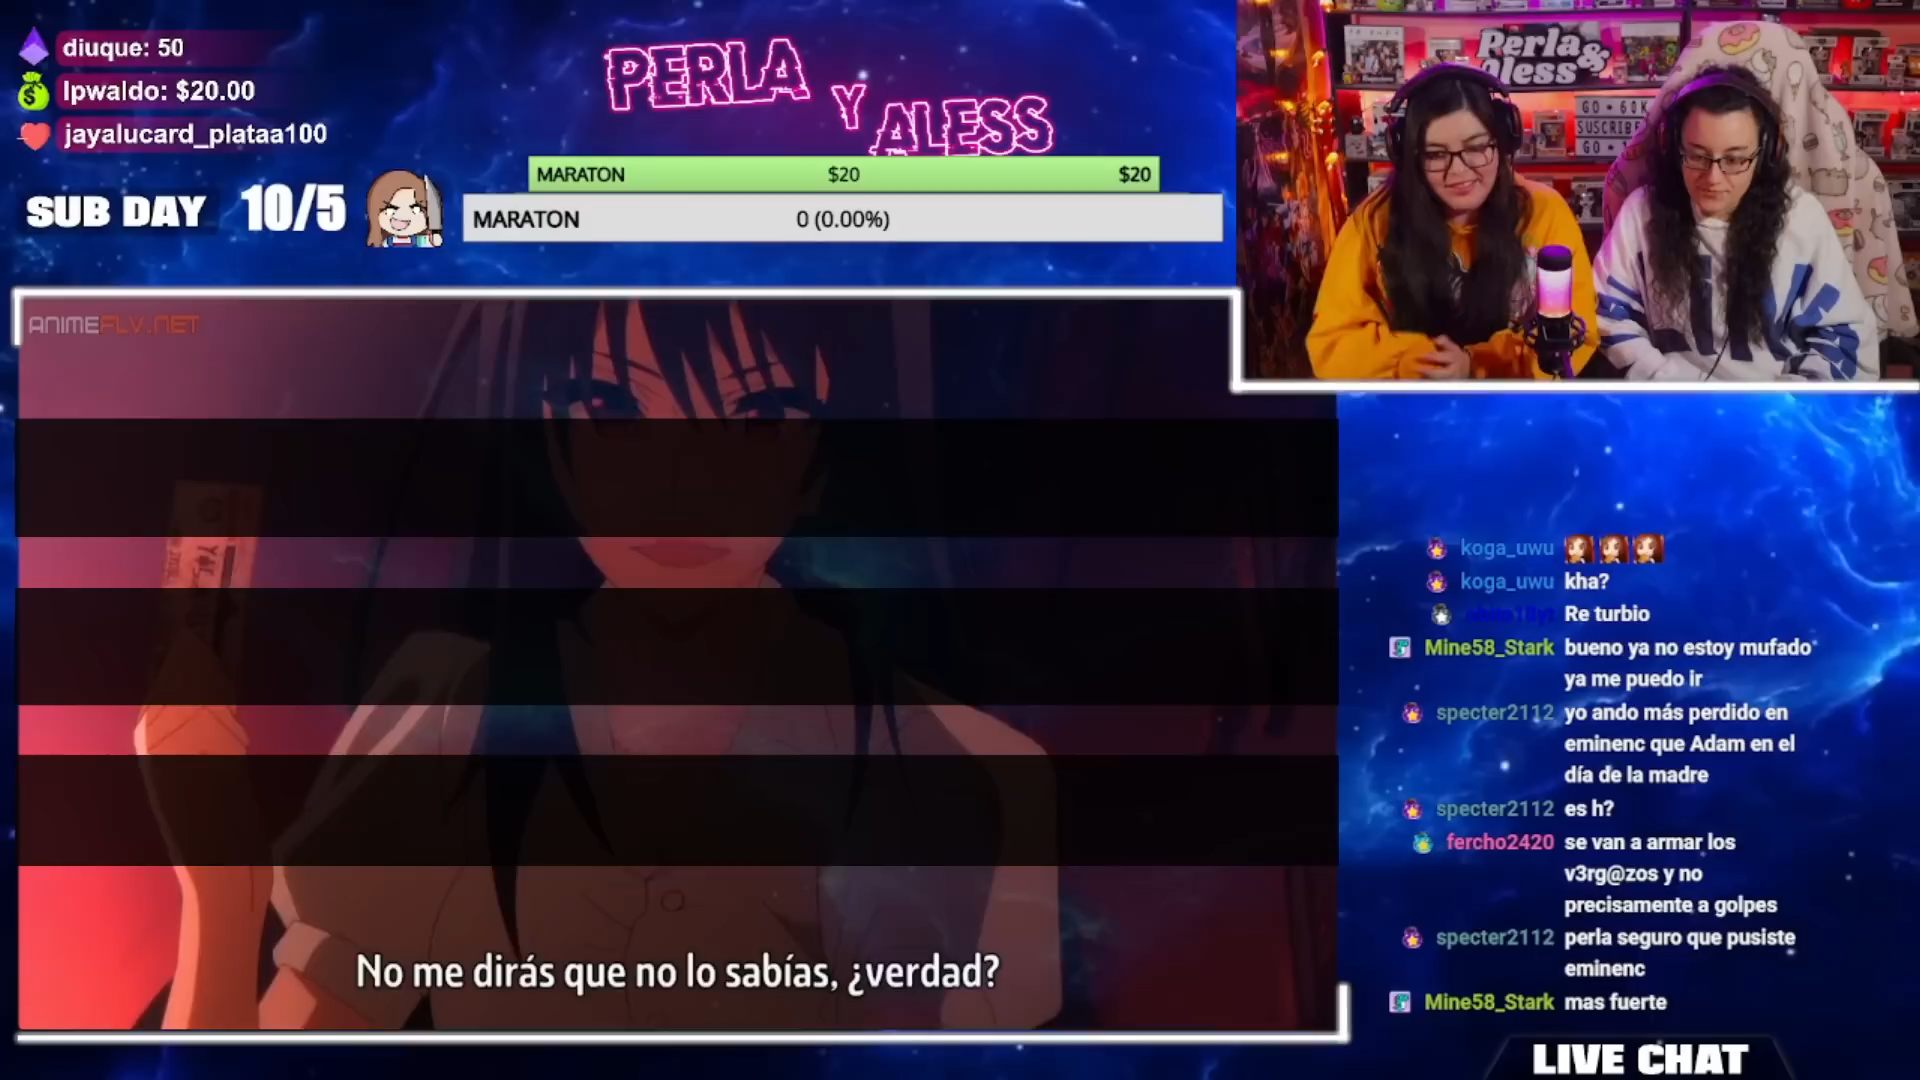 diuque: 50
lpwaldo: $20.00
jayalucard_plataa100
SUB DAY 10/5
PERLA
Y
ALESS
MARATON $20 $20
MARATON 0 (0.00%)
Perla&
Aless
GO
SUSCRIBE
GO
ANIMEFLV.NET
No me dirás que no lo sabías, ¿verdad?
koga_uwu
koga_uwu kha?
Re turbio
Mine58_Stark bueno ya no estoy mufado
ya me puedo ir
specter2112 yo ando más perdido en
eminenc que Adam en el
día de la madre
specter2112 es h?
fercho2420 se van a armar los
v3rg@zos y no
precisamente a golpes
specter2112 perla seguro que pusiste
eminenc
Mine58_Stark mas fuerte
LIVE CHAT